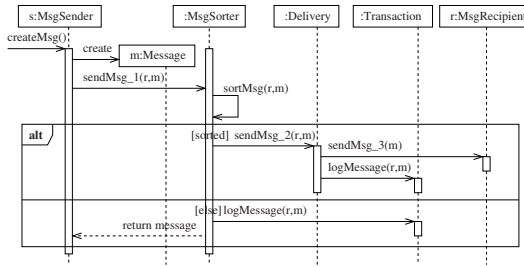 s:MsgSender
:MsgSorter
:Delivery
:Transaction
r:MsgRecipient
createMsg()
create
m:Message
sendMsg_1(r,m)
sortMsg(r,m)
alt
[sorted] sendMsg_2(r,m)
sendMsg_3(m)
logMessage(r,m)
[else] logMessage(r,m)
return message